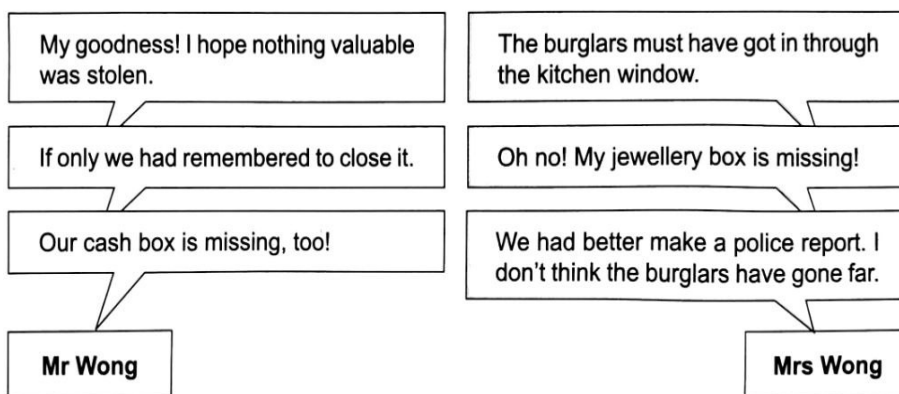 My goodness! I hope nothing valuable
was stolen.
The burglars must have got in through
the kitchen window.
If only we had remembered to close it.
Oh no! My jewellery box is missing!
Our cash box is missing, too!
We had better make a police report. I
don't think the burglars have gone far.
Mr Wong
Mrs Wong